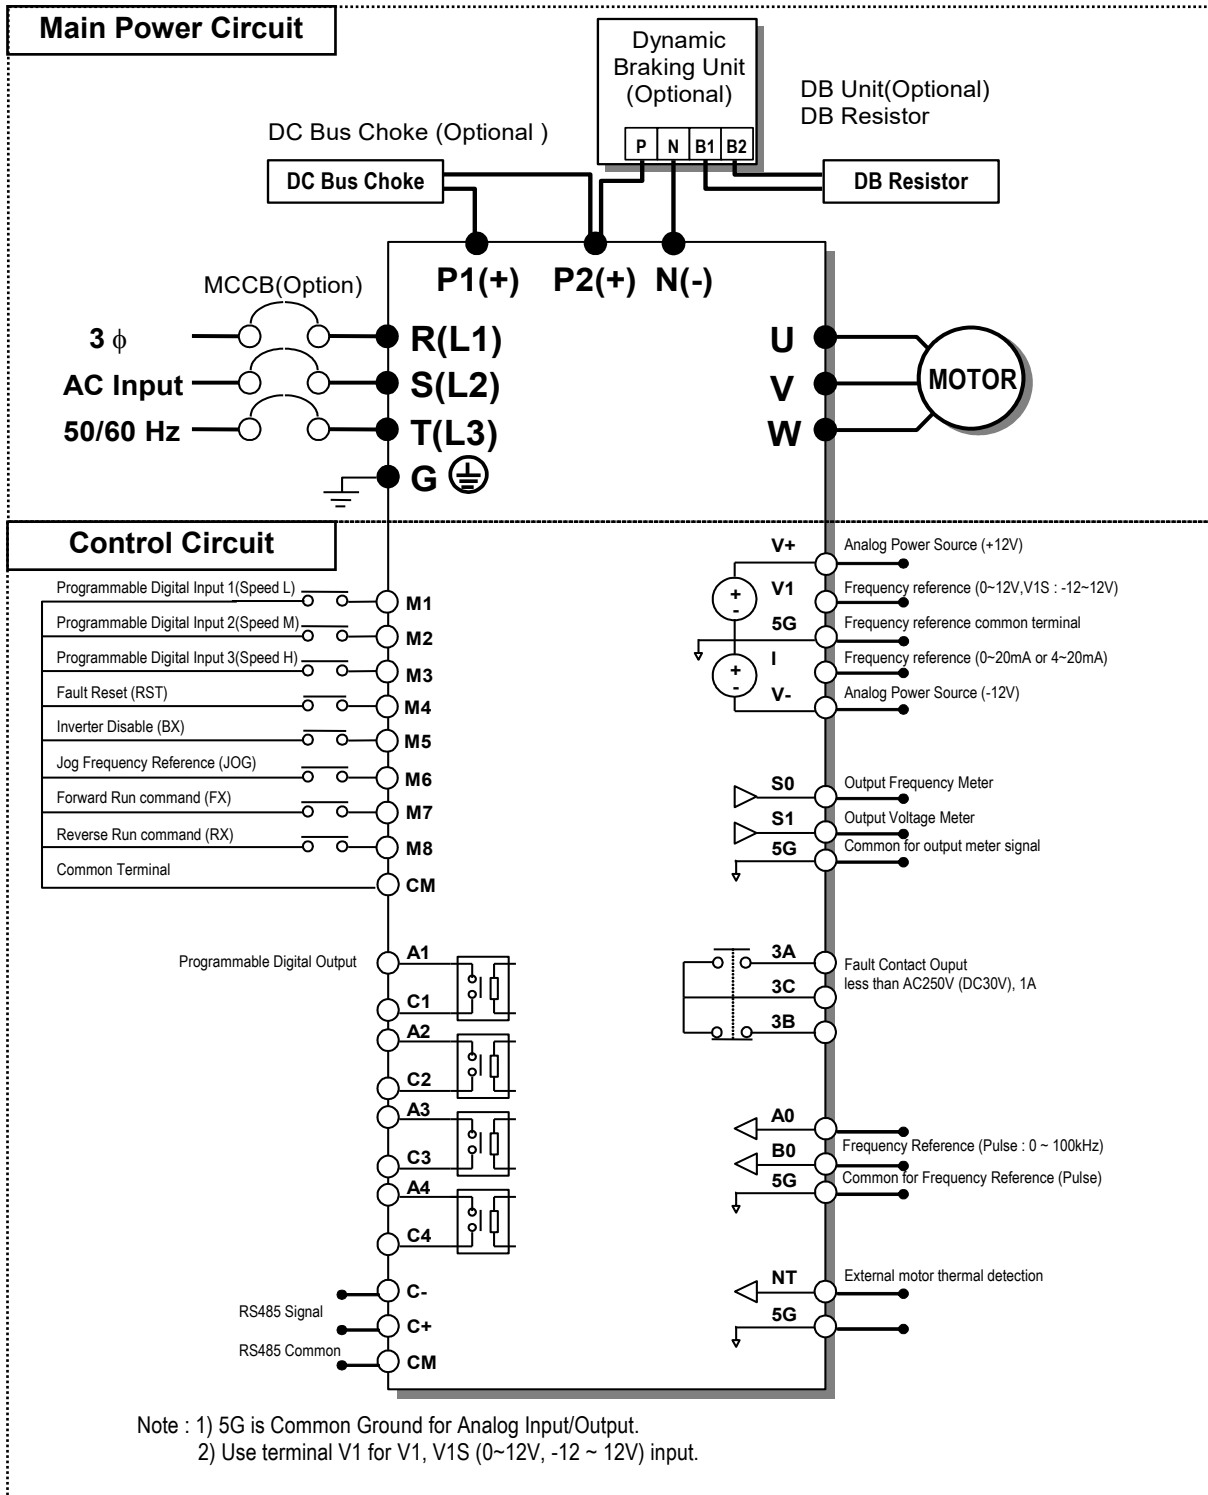 Main Power Circuit
Dynamic
Braking Unit
(Optional)
P N B1 B2
DB Unit(Optional)
DB Resistor
DC Bus Choke (Optional )
DC Bus Choke
DB Resistor
P1(+) P2(+) N(-)
MCCB(Option)
3 ϕ
AC Input
50/60 Hz
R(L1)
S(L2)
T(L3)
G
U
V
W
MOTOR
Control Circuit
Programmable Digital Input 1(Speed L)
M1
Programmable Digital Input 2(Speed M)
M2
Programmable Digital Input 3(Speed H)
M3
Fault Reset (RST)
M4
Inverter Disable (BX)
M5
Jog Frequency Reference (JOG)
M6
Forward Run command (FX)
M7
Reverse Run command (RX)
M8
Common Terminal
CM
Programmable Digital Output
A1
C1
A2
C2
A3
C3
A4
C4
RS485 Signal
C-
C+
RS485 Common
CM
+
-
+
-
V+ Analog Power Source (+12V)
V1 Frequency reference (0~12V,V1S : -12~12V)
5G Frequency reference common terminal
I Frequency reference (0~20mA or 4~20mA)
V- Analog Power Source (-12V)
S0 Output Frequency Meter
S1 Output Voltage Meter
5G Common for output meter signal
3A
3C
3B
Fault Contact Ouput
less than AC250V (DC30V), 1A
A0
B0
Frequency Reference (Pulse : 0 ~ 100kHz)
5G Common for Frequency Reference (Pulse)
NT External motor thermal detection
5G
Note : 1) 5G is Common Ground for Analog Input/Output.
2) Use terminal V1 for V1, V1S (0~12V, -12 ~ 12V) input.